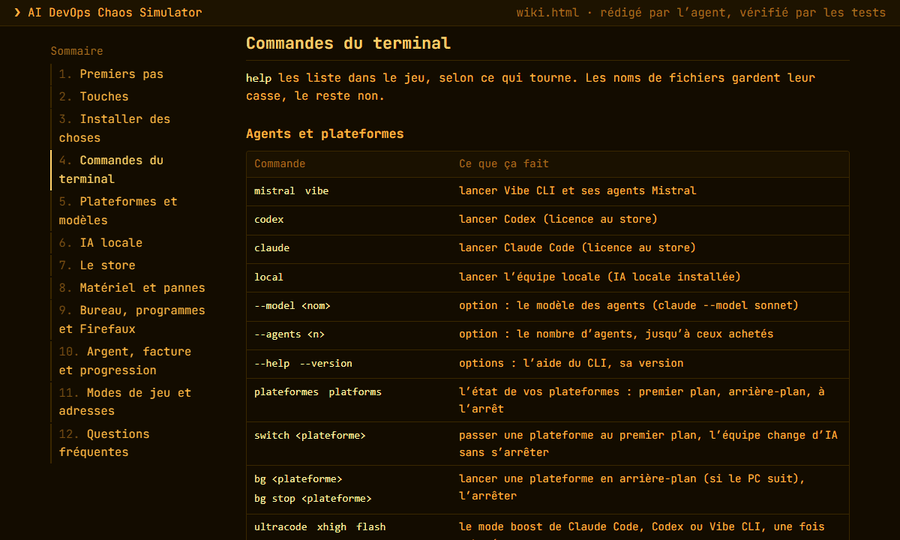 ❯ AI DevOps Chaos Simulator
wiki.html · rédigé par l’agent, vérifié par les tests
Sommaire
1. Premiers pas
2. Touches
3. Installer des
choses
4. Commandes du
terminal
5. Plateformes et
modèles
6. IA locale
7. Le store
8. Matériel et pannes
9. Bureau, programmes
et Firefaux
10. Argent, facture
et progression
11. Modes de jeu et
adresses
12. Questions
fréquentes
Commandes du terminal
help les liste dans le jeu, selon ce qui tourne. Les noms de fichiers gardent leur
casse, le reste non.
Agents et plateformes
Commande Ce que ça fait
mistral vibe lancer Vibe CLI et ses agents Mistral
codex lancer Codex (licence au store)
claude lancer Claude Code (licence au store)
local lancer l’équipe locale (IA locale installée)
--model <nom> option : le modèle des agents (claude --model sonnet)
--agents <n> option : le nombre d’agents, jusqu’à ceux achetés
--help --version options : l’aide du CLI, sa version
plateformes platforms l’état de vos plateformes : premier plan, arrière-plan, à
l’arrêt
switch <plateforme> passer une plateforme au premier plan, l’équipe change d’IA
sans s’arrêter
bg <plateforme> lancer une plateforme en arrière-plan (si le PC suit),
bg stop <plateforme> l’arrêter
ultracode xhigh flash le mode boost de Claude Code, Codex ou Vibe CLI, une fois